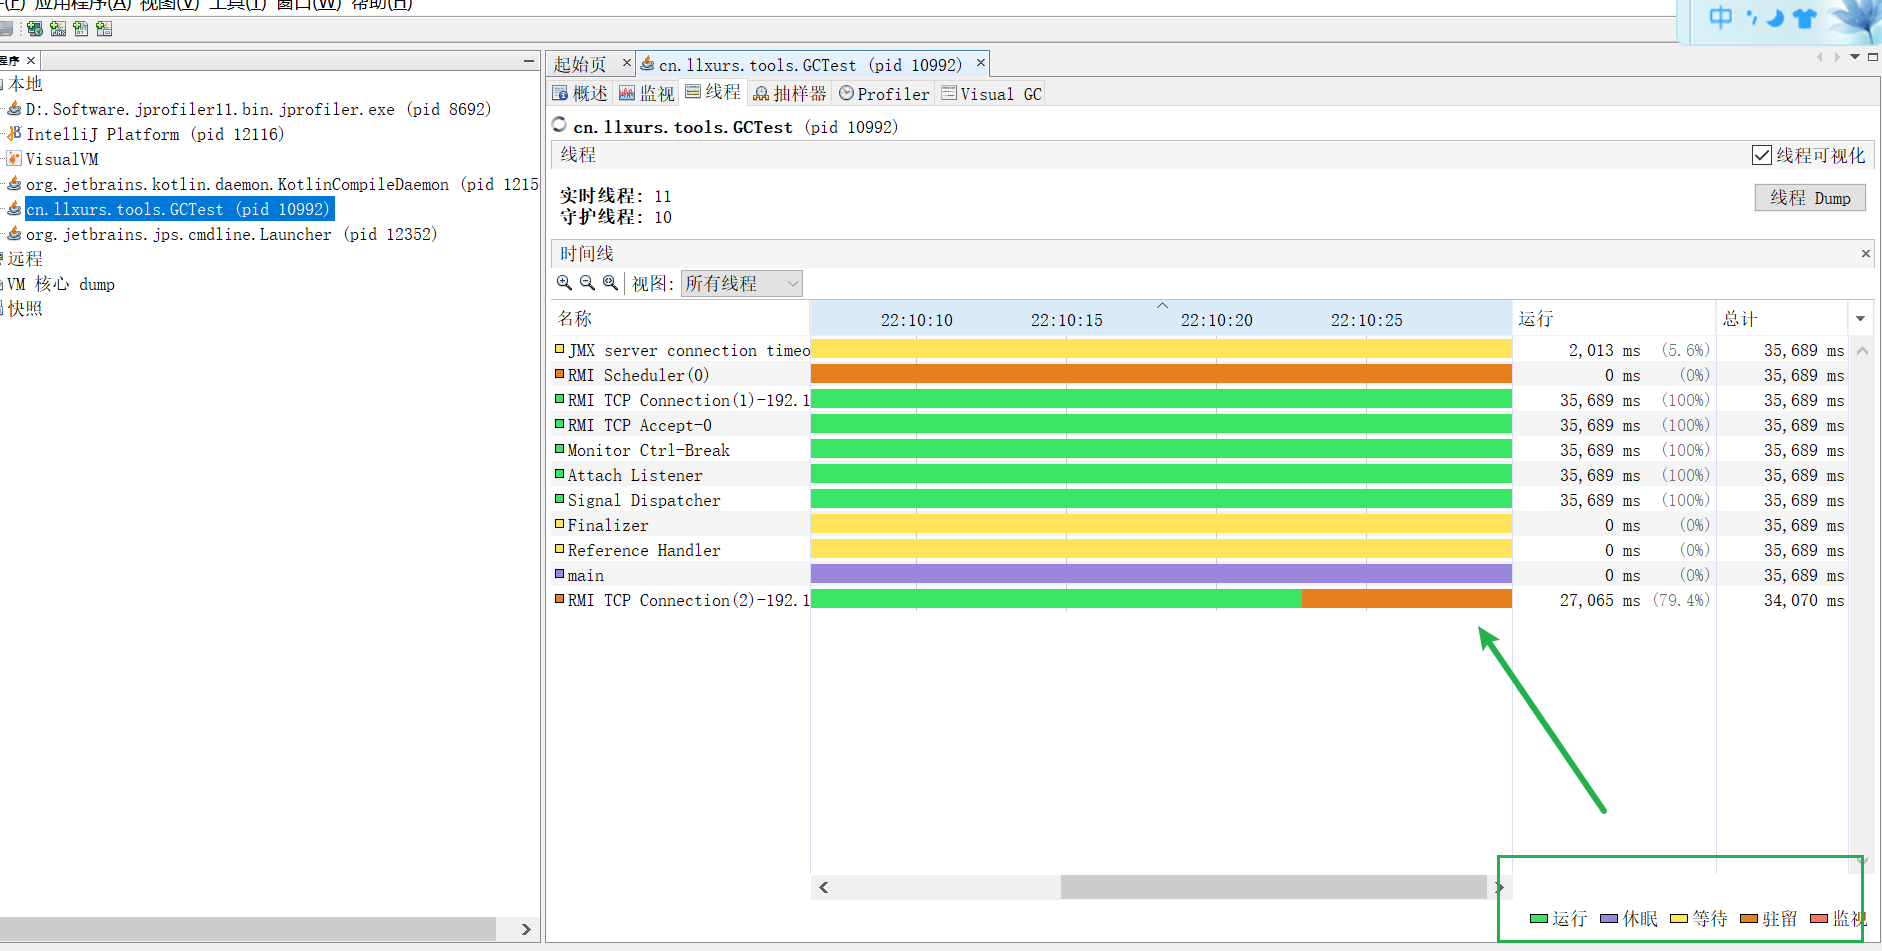 (F) 应用程序(A) 视图(V) 工具(T) 窗口(W) 帮助(H)
中
程序
本地
D:.Software.jprofiler11.bin.jprofiler.exe (pid 8692)
IntelliJ Platform (pid 12116)
VisualVM
org.jetbrains.kotlin.daemon.KotlinCompileDaemon (pid 1215
cn.llxurs.tools.GCTest (pid 10992)
org.jetbrains.jps.cmdline.Launcher (pid 12352)
远程
VM 核心 dump
快照
起始页 cn.llxurs.tools.GCTest (pid 10992)
概述 监视 线程 抽样器 Profiler Visual GC
cn.llxurs.tools.GCTest (pid 10992)
线程 线程可视化
实时线程: 11
守护线程: 10
线程 Dump
时间线
视图: 所有线程
名称 22:10:10 22:10:15 22:10:20 22:10:25 运行 总计
JMX server connection timeo 2,013 ms (5.6%) 35,689 ms
RMI Scheduler(0) 0 ms (0%) 35,689 ms
RMI TCP Connection(1)-192.1 35,689 ms (100%) 35,689 ms
RMI TCP Accept-0 35,689 ms (100%) 35,689 ms
Monitor Ctrl-Break 35,689 ms (100%) 35,689 ms
Attach Listener 35,689 ms (100%) 35,689 ms
Signal Dispatcher 35,689 ms (100%) 35,689 ms
Finalizer 0 ms (0%) 35,689 ms
Reference Handler 0 ms (0%) 35,689 ms
main 0 ms (0%) 35,689 ms
RMI TCP Connection(2)-192.1 27,065 ms (79.4%) 34,070 ms
运行 休眠 等待 驻留 监视